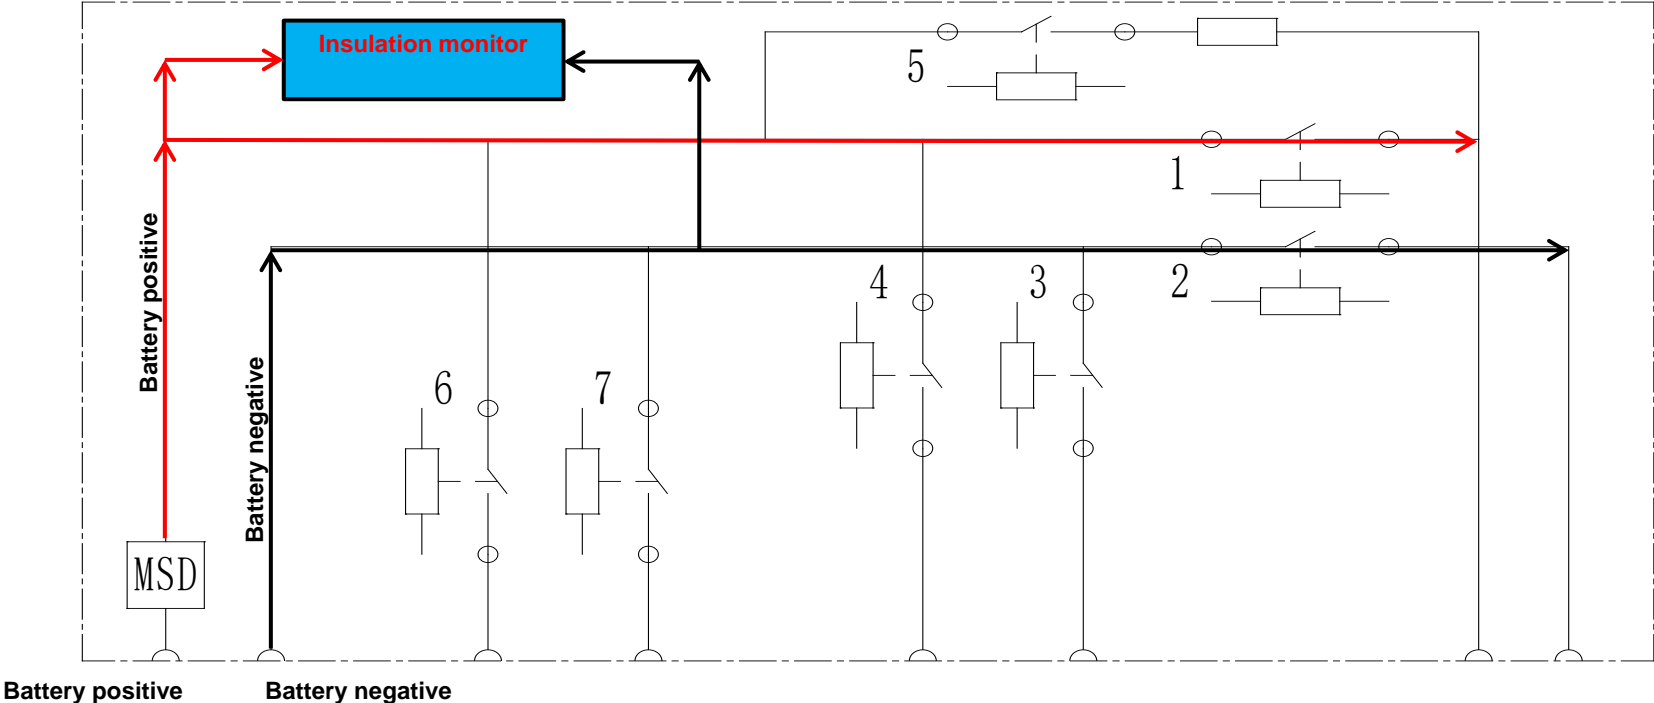 Insulation monitor
5
1
2
4
3
6
7
Battery positive
Battery negative
MSD
Battery positive
Battery negative